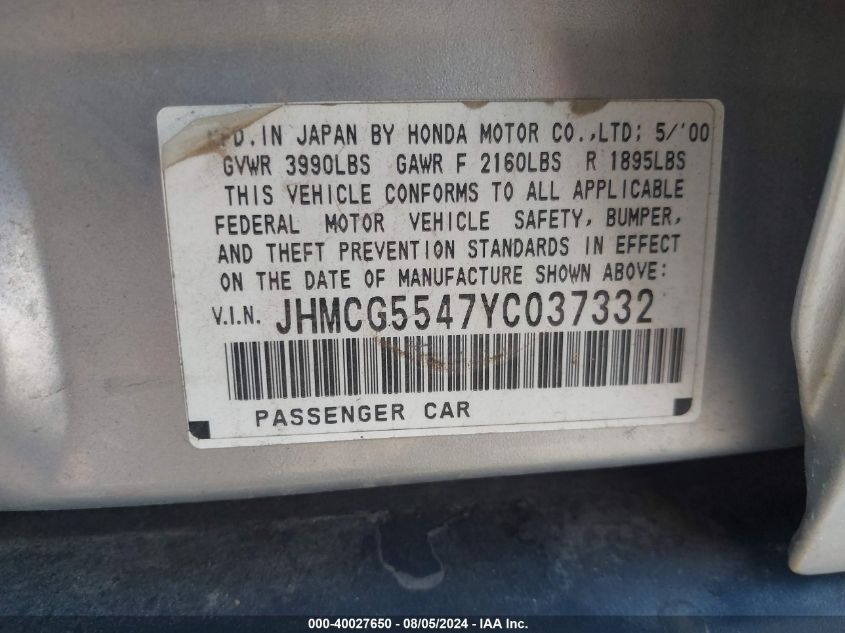 IN JAPAN BY HONDA MOTOR CO.,LTD; 5/'00
GVWR 3990LBS GAWR F 2160LBS R 1895LBS
THIS VEHICLE CONFORMS TO ALL APPLICABLE
FEDERAL MOTOR VEHICLE SAFETY, BUMPER,
AND THEFT PREVENTION STANDARDS IN EFFECT
ON THE DATE OF MANUFACTURE SHOWN ABOVE:
V.I.N. JHMCG5547YC037332
PASSENGER CAR
000-40027650 - 08/05/2024 - IAA Inc.